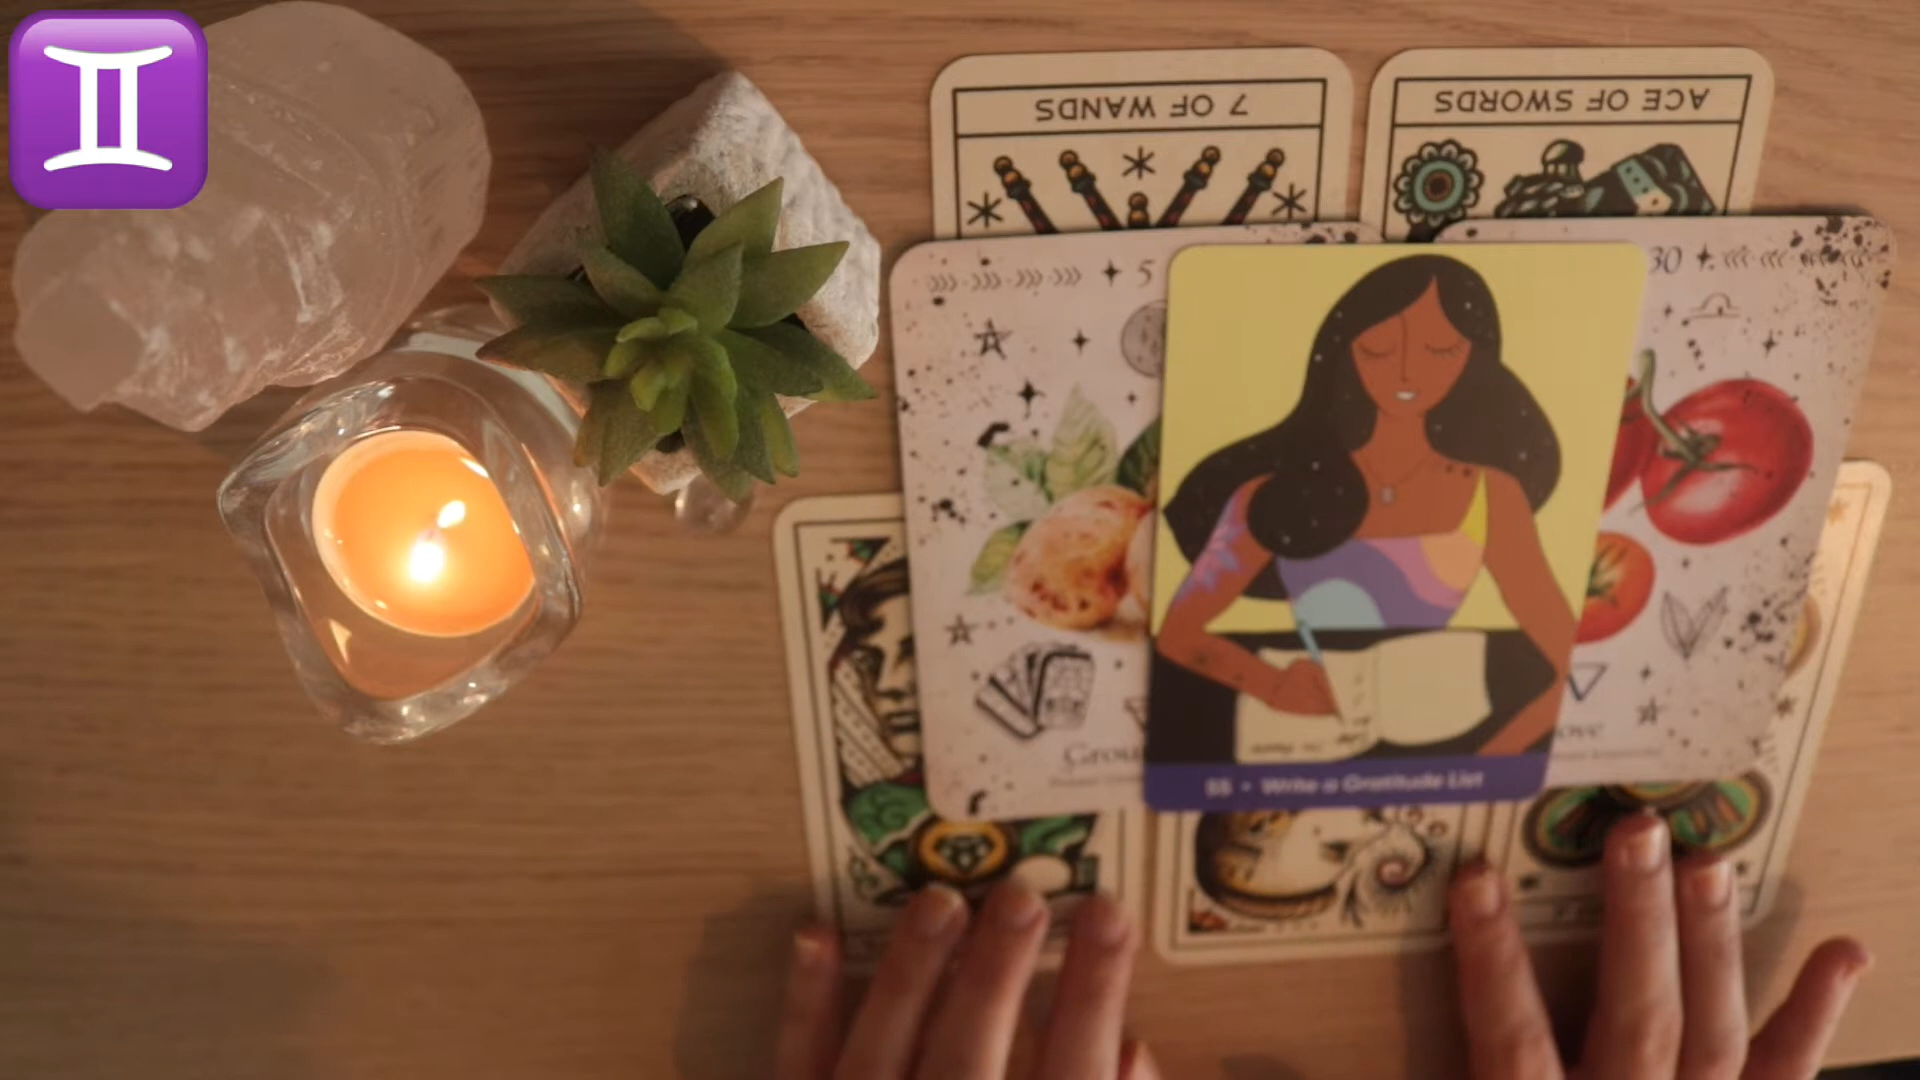 7 OF WANDS
ACE OF SWORDS
5
30
55 • Write a Gratitude List